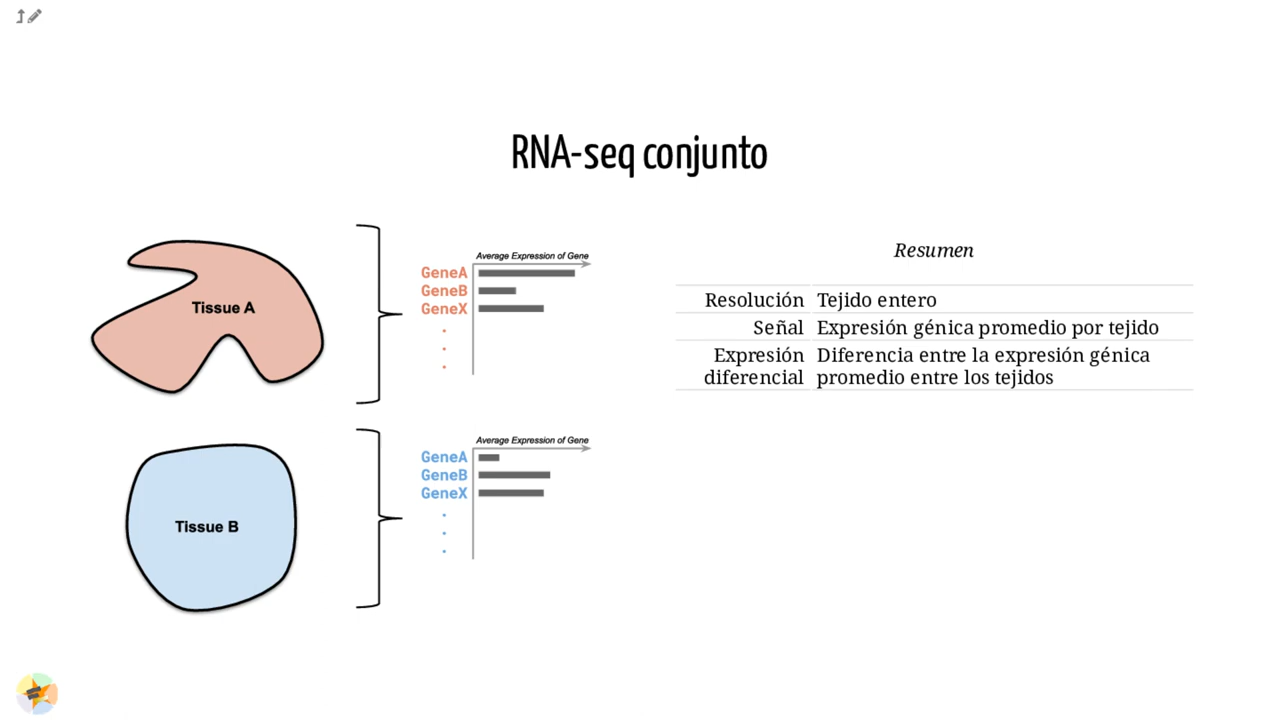 RNA-seq conjunto
Tissue A
Average Expression of Gene
GeneA
GeneB
GeneX
Tissue B
Average Expression of Gene
GeneA
GeneB
GeneX
Resumen
Resolución Tejido entero
Señal Expresión génica promedio por tejido
Expresión diferencial Diferencia entre la expresión génica
promedio entre los tejidos